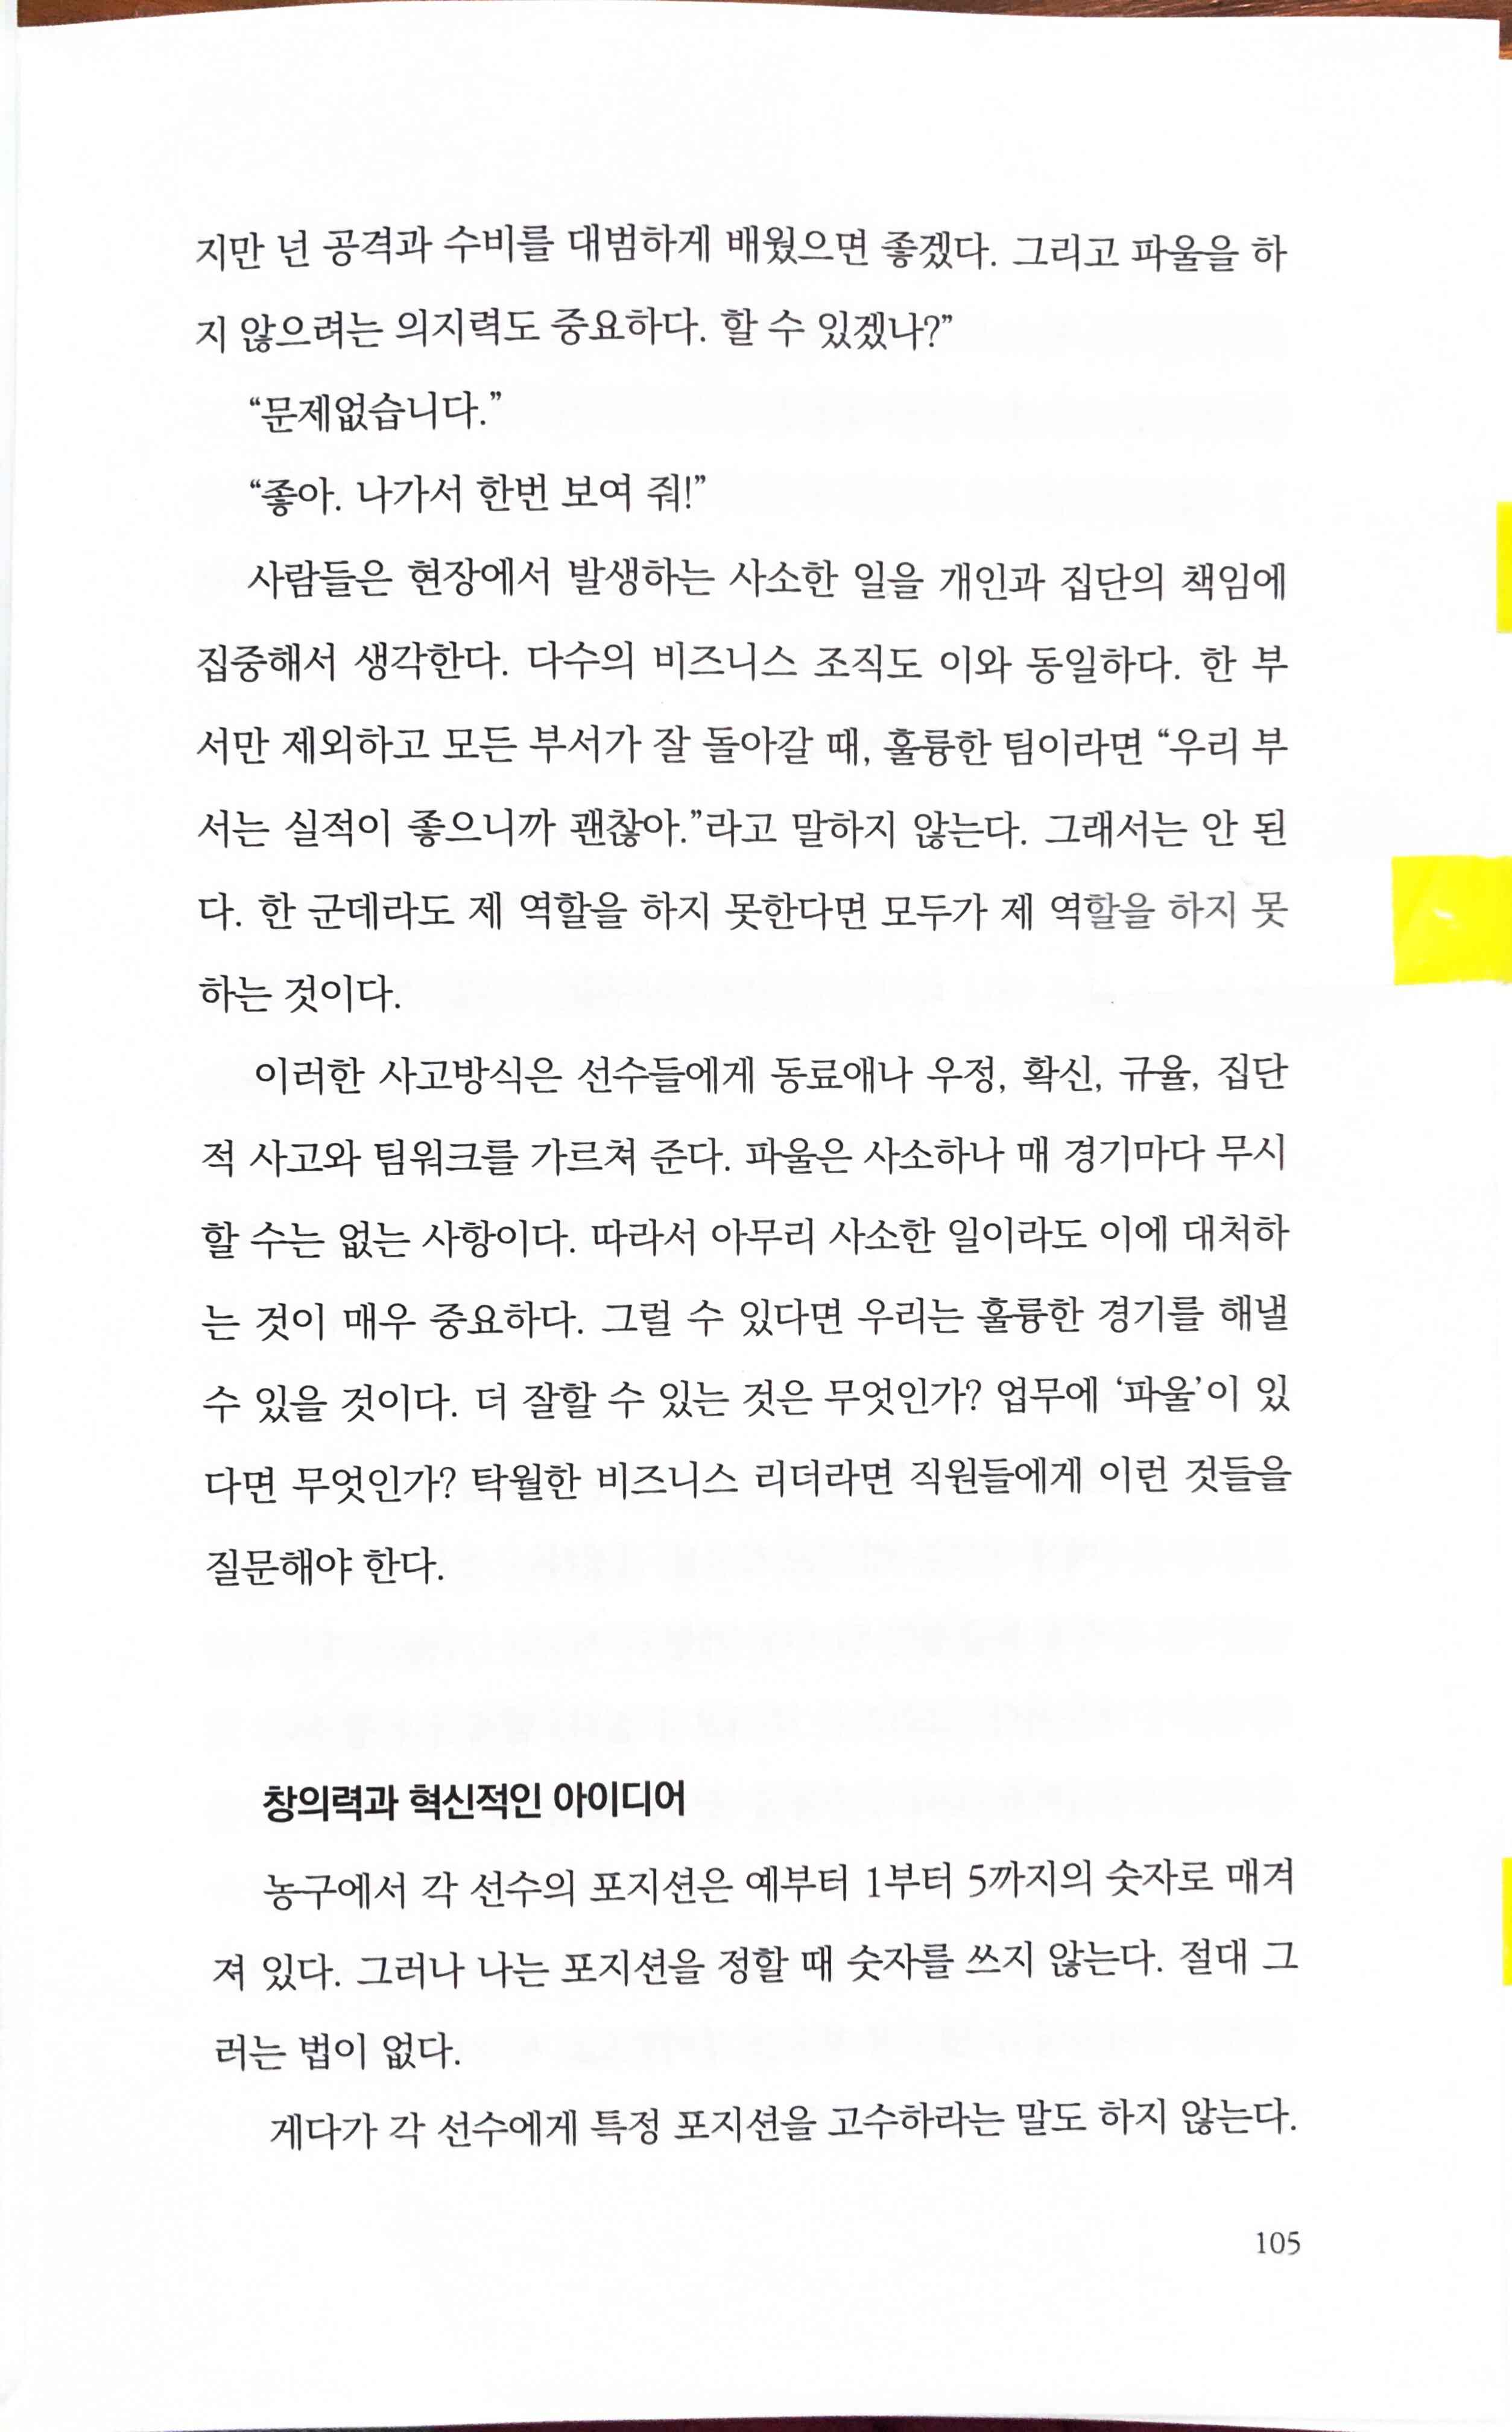 지만 넌 공격과 수비를 대범하게 배웠으면 좋겠다. 그리고 파울을 하
지 않으려는 의지력도 중요하다. 할 수 있겠나?”
“문제없습니다.”
“좋아. 나가서 한번 보여 줘!”
사람들은 현장에서 발생하는 사소한 일을 개인과 집단의 책임에
집중해서 생각한다. 다수의 비즈니스 조직도 이와 동일하다. 한 부
서만 제외하고 모든 부서가 잘 돌아갈 때, 훌륭한 팀이라면 “우리 부
서는 실적이 좋으니까 괜찮아.”라고 말하지 않는다. 그래서는 안 된
다. 한 군데라도 제 역할을 하지 못한다면 모두가 제 역할을 하지 못
하는 것이다.
이러한 사고방식은 선수들에게 동료애나 우정, 확신, 규율, 집단
적 사고와 팀워크를 가르쳐 준다. 파울은 사소하나 매 경기마다 무시
할 수는 없는 사항이다. 따라서 아무리 사소한 일이라도 이에 대처하
는 것이 매우 중요하다. 그럴 수 있다면 우리는 훌륭한 경기를 해낼
수 있을 것이다. 더 잘할 수 있는 것은 무엇인가? 업무에 ‘파울’이 있
다면 무엇인가? 탁월한 비즈니스 리더라면 직원들에게 이런 것들을
질문해야 한다.
창의력과 혁신적인 아이디어
농구에서 각 선수의 포지션은 예부터 1부터 5까지의 숫자로 매겨
져 있다. 그러나 나는 포지션을 정할 때 숫자를 쓰지 않는다. 절대 그
러는 법이 없다.
게다가 각 선수에게 특정 포지션을 고수하라는 말도 하지 않는다.
105